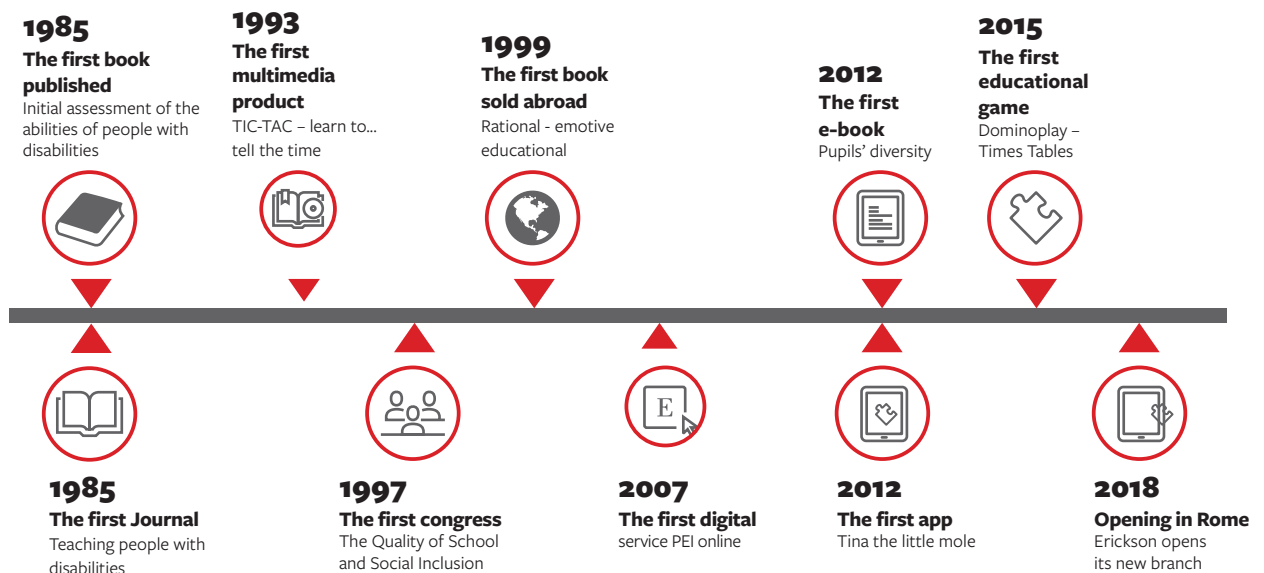 1985
The first book
published
Initial assessment of the
abilities of people with
disabilities
1993
The first
multimedia
product
TIC-TAC – learn to...
tell the time
1999
The first book
sold abroad
Rational - emotive
educational
2012
The first
e-book
Pupils’ diversity
2015
The first
educational
game
Dominoplay –
Times Tables
E
1985
The first Journal
Teaching people with
disabilities
1997
The first congress
The Quality of School
and Social Inclusion
2007
The first digital
service PEI online
2012
The first app
Tina the little mole
2018
Opening in Rome
Erickson opens
its new branch